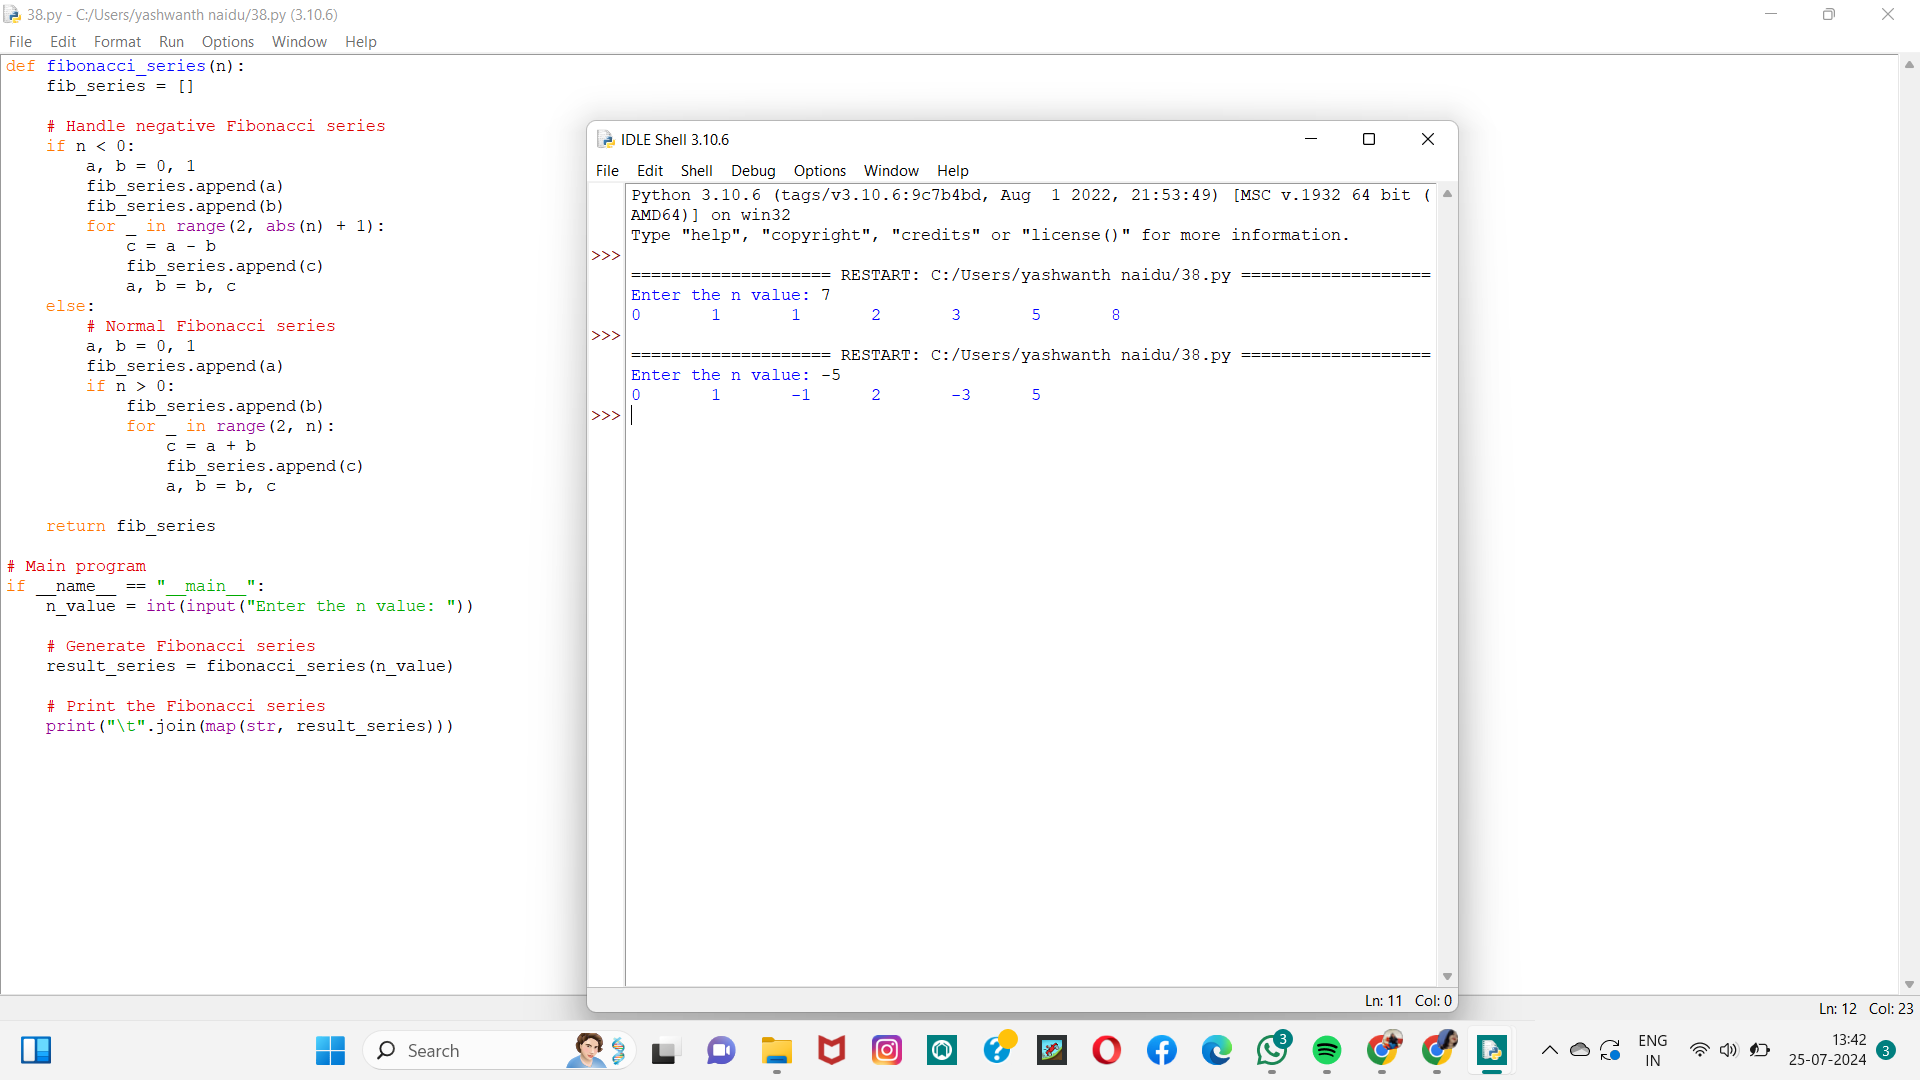 38.py - C:/Users/yashwanth naidu/38.py (3.10.6)
File Edit Format Run Options Window Help
def fibonacci_series(n):
    fib_series = []

    # Handle negative Fibonacci series
    if n < 0:
        a, b = 0, 1
        fib_series.append(a)
        fib_series.append(b)
        for _ in range(2, abs(n) + 1):
            c = a - b
            fib_series.append(c)
            a, b = b, c
    else:
        # Normal Fibonacci series
        a, b = 0, 1
        fib_series.append(a)
        if n > 0:
            fib_series.append(b)
            for _ in range(2, n):
                c = a + b
                fib_series.append(c)
                a, b = b, c

    return fib_series

# Main program
if __name__ == "__main__":
    n_value = int(input("Enter the n value: "))

    # Generate Fibonacci series
    result_series = fibonacci_series(n_value)

    # Print the Fibonacci series
    print("\t".join(map(str, result_series)))
IDLE Shell 3.10.6
File Edit Shell Debug Options Window Help
Python 3.10.6 (tags/v3.10.6:9c7b4bd, Aug  1 2022, 21:53:49) [MSC v.1932 64 bit (
AMD64)] on win32
Type "help", "copyright", "credits" or "license()" for more information.
>>>
==================== RESTART: C:/Users/yashwanth naidu/38.py ===================
Enter the n value: 7
0	1	1	2	3	5	8
>>>
==================== RESTART: C:/Users/yashwanth naidu/38.py ===================
Enter the n value: -5
0	1	-1	2	-3	5
>>>
Ln: 11 Col: 0
Ln: 12 Col: 23
Search
3
ENG
IN
13:42
25-07-2024
3